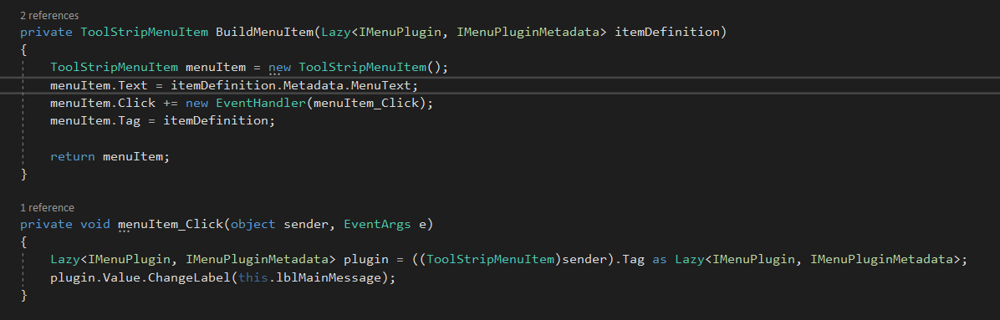 2 references
private ToolStripMenuItem BuildMenuItem(Lazy<IMenuPlugin, IMenuPluginMetadata> itemDefinition)
{
    ToolStripMenuItem menuItem = new ToolStripMenuItem();
    menuItem.Text = itemDefinition.Metadata.MenuText;
    menuItem.Click += new EventHandler(menuItem_Click);
    menuItem.Tag = itemDefinition;

    return menuItem;
}

1 reference
private void menuItem_Click(object sender, EventArgs e)
{
    Lazy<IMenuPlugin, IMenuPluginMetadata> plugin = ((ToolStripMenuItem)sender).Tag as Lazy<IMenuPlugin, IMenuPluginMetadata>;
    plugin.Value.ChangeLabel(this.lblMainMessage);
}